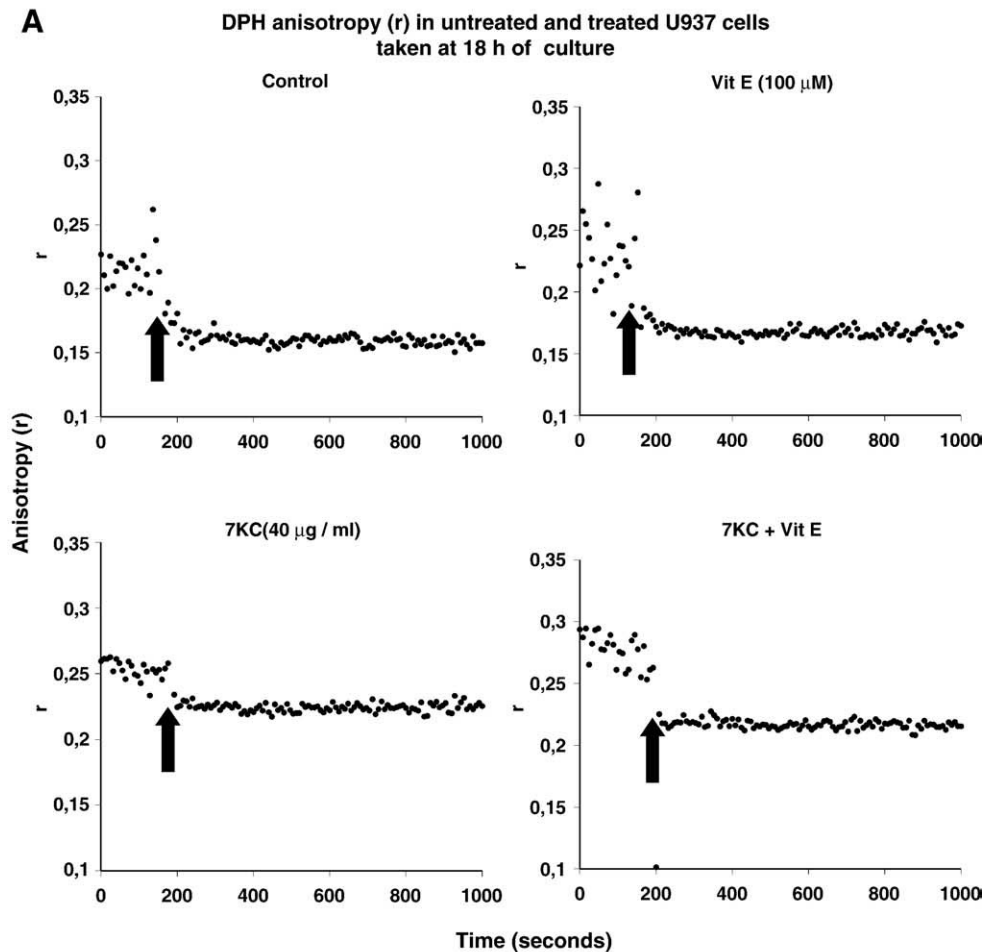 A
DPH anisotropy (r) in untreated and treated U937 cells
taken at 18 h of culture
Anisotropy (r)
Control
0,35
0,3
0,25
0,2
0,15
0,1
r
0 200 400 600 800 1000
Vit E (100 μM)
0,35
0,3
0,25
0,2
0,15
0,1
r
0 200 400 600 800 1000
7KC(40 μg / ml)
0,35
0,3
0,25
0,2
0,15
0,1
r
0 200 400 600 800 1000
7KC + Vit E
0,35
0,3
0,25
0,2
0,15
0,1
r
0 200 400 600 800 1000
Time (seconds)